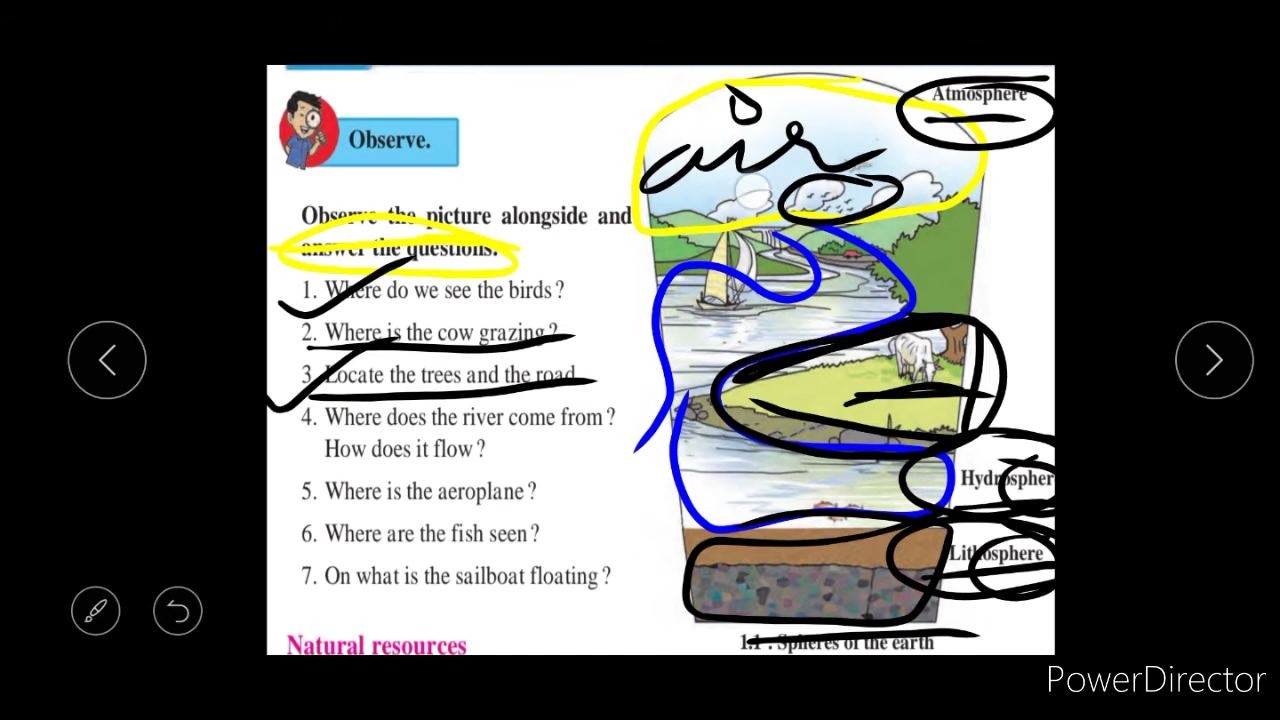 Observe.
Observe the picture alongside and
answer the questions.
1. Where do we see the birds?
2. Where is the cow grazing?
3. Locate the trees and the road.
4. Where does the river come from?
How does it flow?
5. Where is the aeroplane?
6. Where are the fish seen?
7. On what is the sailboat floating?
Natural resources
Atmosphere
air
Hydrospher
Lithosphere
1.1 : Spheres of the earth
PowerDirector